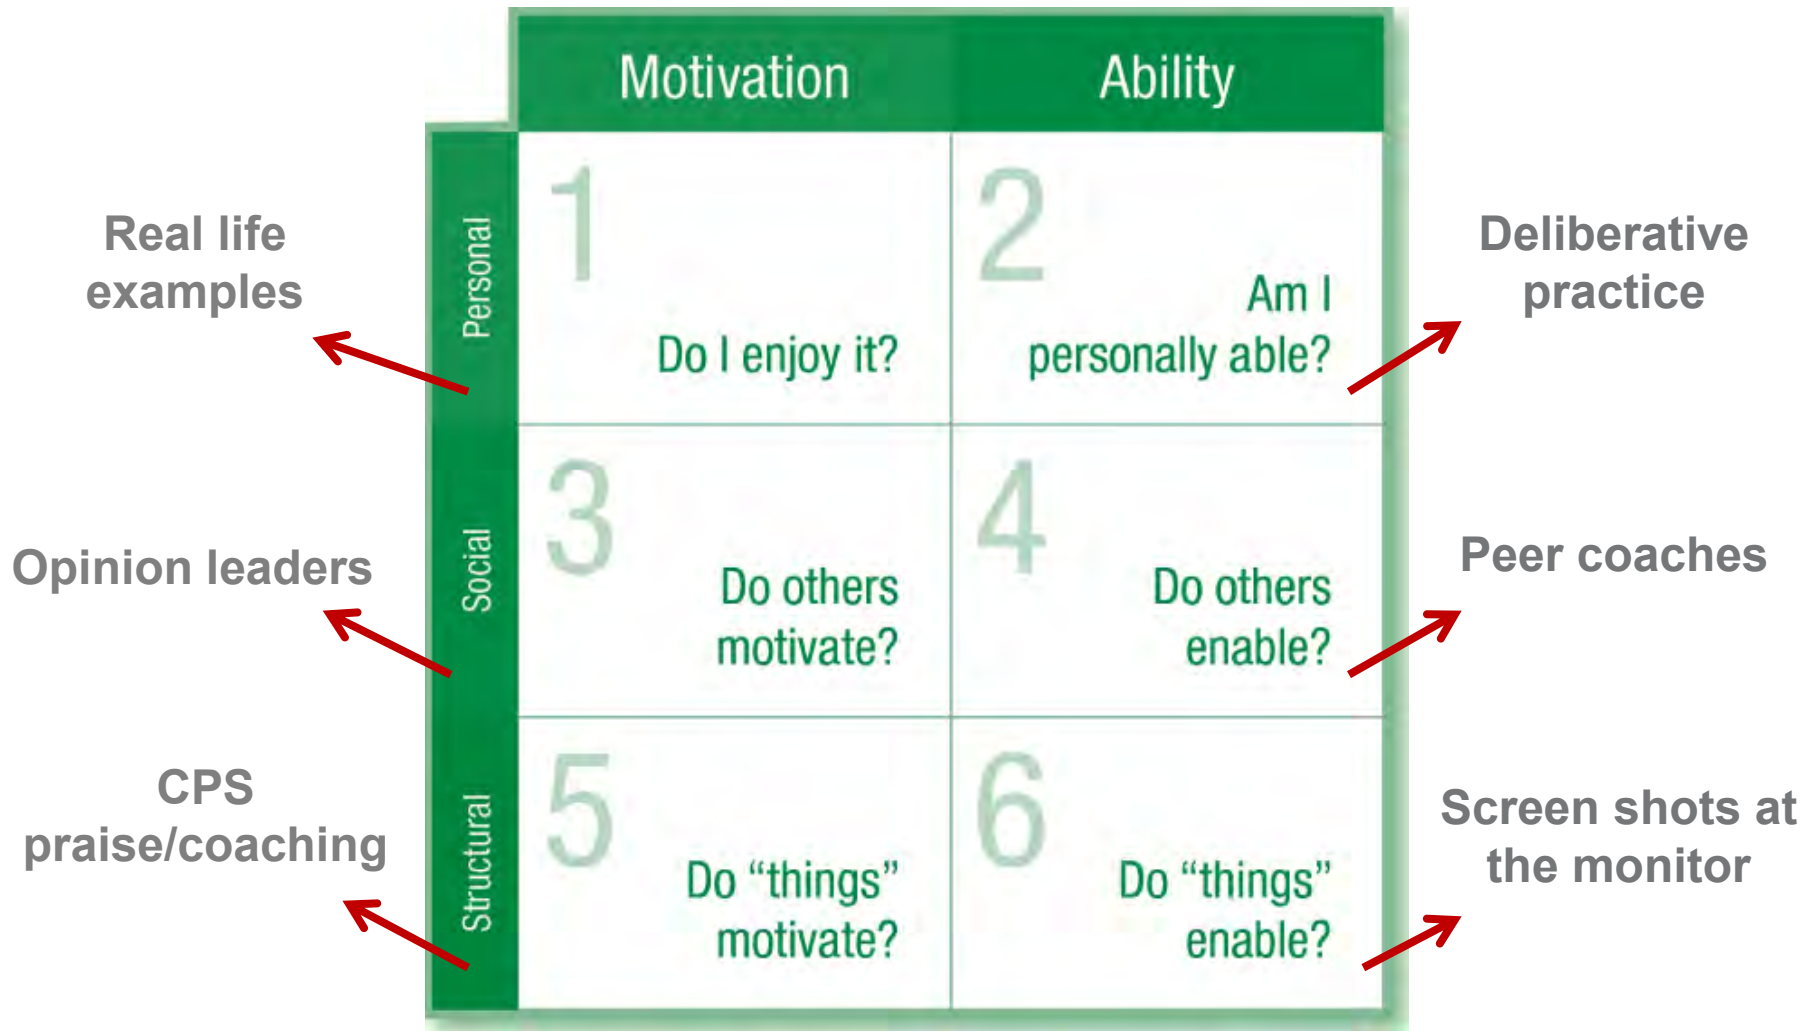 Motivation
Ability
Personal
1
Do I enjoy it?
2
Am I
personally able?
Real life
examples
Deliberative
practice
Social
3
Do others
motivate?
4
Do others
enable?
Opinion leaders
Peer coaches
Structural
5
Do “things”
motivate?
6
Do “things”
enable?
CPS
praise/coaching
Screen shots at
the monitor